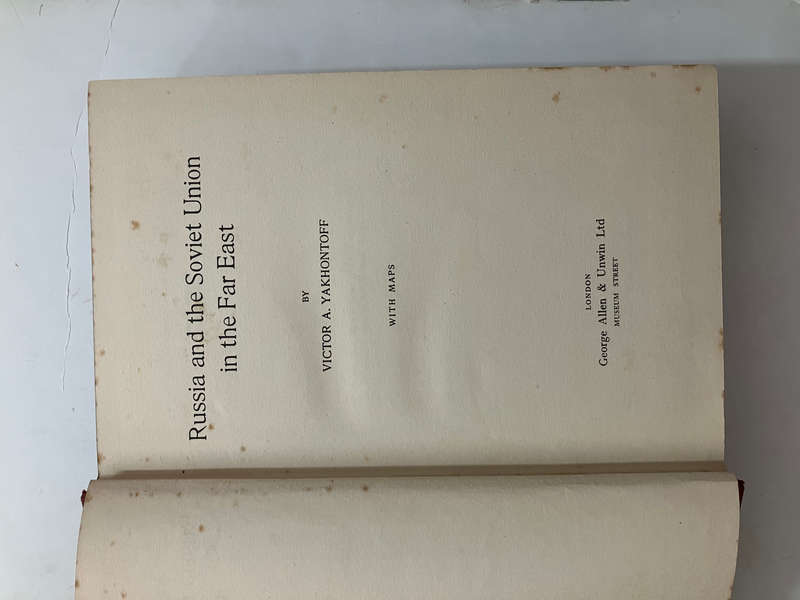 Russia and the Soviet Union
in the Far East
BY
VICTOR A. YAKHONTOFF
WITH MAPS
LONDON
George Allen & Unwin Ltd
MUSEUM STREET